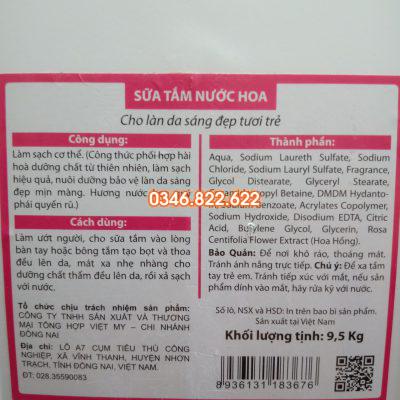 SỮA TẮM NƯỚC HOA
Cho làn da sáng đẹp tươi trẻ
Công dụng:
Làm sạch cơ thể. (Công thức phối hợp hài
hoà dưỡng chất từ thiên nhiên, làm sạch
hiệu quả, nuôi dưỡng bảo vệ làn da sáng
đẹp mịn màng. Hương nước
phái quyến rũ.)
Cách dùng:
Làm ướt người, cho sữa tắm vào lòng
bàn tay hoặc bông tắm tạo bọt và thoa
đều lên da, mát xa nhẹ nhàng cho
dưỡng chất thấm đều lên da, rồi xả sạch
với nước.
Tổ chức chịu trách nhiệm sản phẩm:
CÔNG TY TNHH SẢN XUẤT VÀ THƯƠNG
MẠI TỔNG HỢP VIỆT MY – CHI NHÁNH
ĐỒNG NAI
Địa chỉ: LÔ A7 CỤM TIỂU THỦ CÔNG
NGHIỆP, XÃ VĨNH THANH, HUYỆN NHƠN
TRẠCH, TỈNH ĐỒNG NAI, VIỆT NAM.
ĐT: 028.35590083
Thành phần:
Aqua, Sodium Laureth Sulfate, Sodium
Chloride, Sodium Lauryl Sulfate, Fragrance,
Glycol Distearate, Glyceryl Stearate,
Betaine, DMDM Hydanto-
Benzoate, Acrylates Copolymer,
Sodium Hydroxide, Disodium EDTA, Citric
Acid, Butylene Glycol, Glycerin, Rosa
Centifolia Flower Extract (Hoa Hồng).
Bảo Quản: Để nơi khô ráo, thoáng mát.
Tránh ánh nắng trực tiếp. Chú ý: Để xa tầm
tay trẻ em. Tránh tiếp xúc với mắt, nếu sản
phẩm dính vào mắt, hãy rửa kỹ với nước.
Số lô, NSX và HSD: In trên bao bì sản phẩm.
Sản xuất tại Việt Nam
Khối lượng tịnh: 9,5 Kg
8 936131 183676
0346.822.622